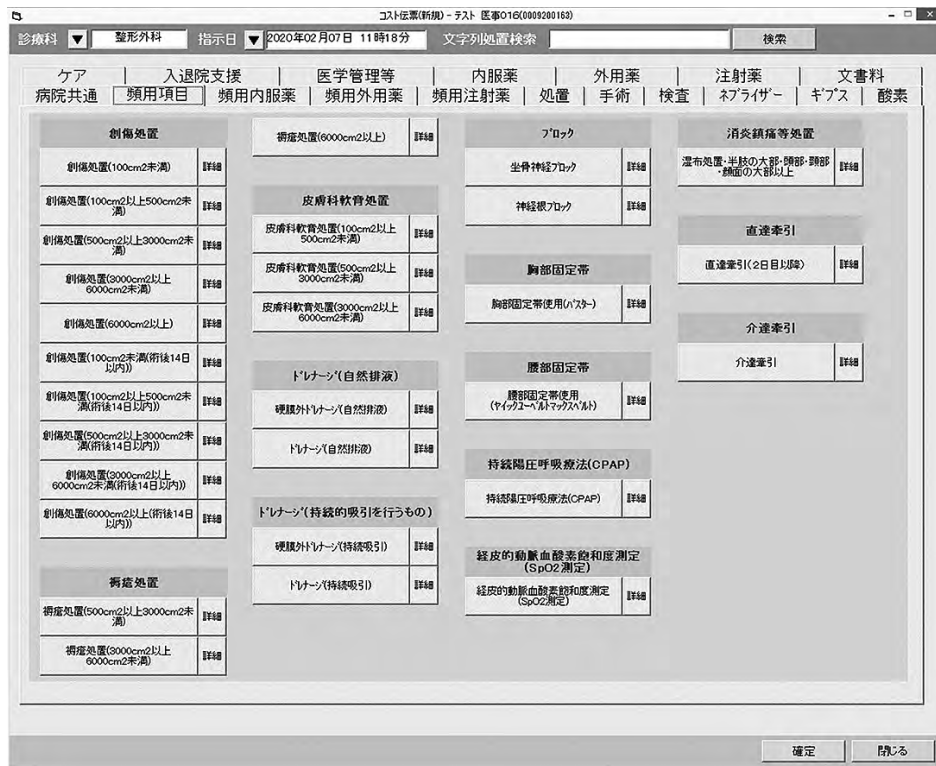 コスト伝票(新規) - テスト 医事016(0009200163)
診療科 整形外科 指示日 2020年02月07日 11時18分 文字列処置検索 検索
ケア 入退院支援 医学管理等 内服薬 外用薬 注射薬 文書料
病院共通 頻用項目 頻用内服薬 頻用外用薬 頻用注射薬 処置 手術 検査 ネブライザー ギプス 酸素
創傷処置
創傷処置(100cm2未満) 詳細
創傷処置(100cm2以上500cm2未
満) 詳細
創傷処置(500cm2以上3000cm2未
満) 詳細
創傷処置(3000cm2以上
6000cm2未満) 詳細
創傷処置(6000cm2以上) 詳細
創傷処置(100cm2未満(術後14日
以内)) 詳細
創傷処置(100cm2以上500cm2未
満(術後14日以内)) 詳細
創傷処置(500cm2以上3000cm2未
満(術後14日以内)) 詳細
創傷処置(3000cm2以上
6000cm2未満(術後14日以内)) 詳細
創傷処置(6000cm2以上(術後14日
以内)) 詳細
褥瘡処置
褥瘡処置(500cm2以上3000cm2未
満) 詳細
褥瘡処置(3000cm2以上
6000cm2未満) 詳細
褥瘡処置(6000cm2以上) 詳細
皮膚科軟膏処置
皮膚科軟膏処置(100cm2以上
500cm2未満) 詳細
皮膚科軟膏処置(500cm2以上
3000cm2未満) 詳細
皮膚科軟膏処置(3000cm2以上
6000cm2未満) 詳細
ドレナージ(自然排液)
硬膜外ドレナージ(自然排液) 詳細
ドレナージ(自然排液) 詳細
ドレナージ(持続的吸引を行うもの)
硬膜外ドレナージ(持続吸引) 詳細
ドレナージ(持続吸引) 詳細
ブロック
坐骨神経ブロック 詳細
神経根ブロック 詳細
胸部固定帯
胸部固定帯使用(バスター) 詳細
腰部固定帯
腰部固定帯使用
(ヤイックユーベルトマックスベルト) 詳細
持続陽圧呼吸療法(CPAP)
持続陽圧呼吸療法(CPAP) 詳細
経皮的動脈血酸素飽和度測定
(SpO2測定)
経皮的動脈血酸素飽和度測定
(SpO2測定) 詳細
消炎鎮痛等処置
湿布処置・半肢の大部・頭部・頸部
・顔面の大部以上 詳細
直達牽引
直達牽引(2日目以降) 詳細
介達牽引
介達牽引 詳細
確定 閉じる